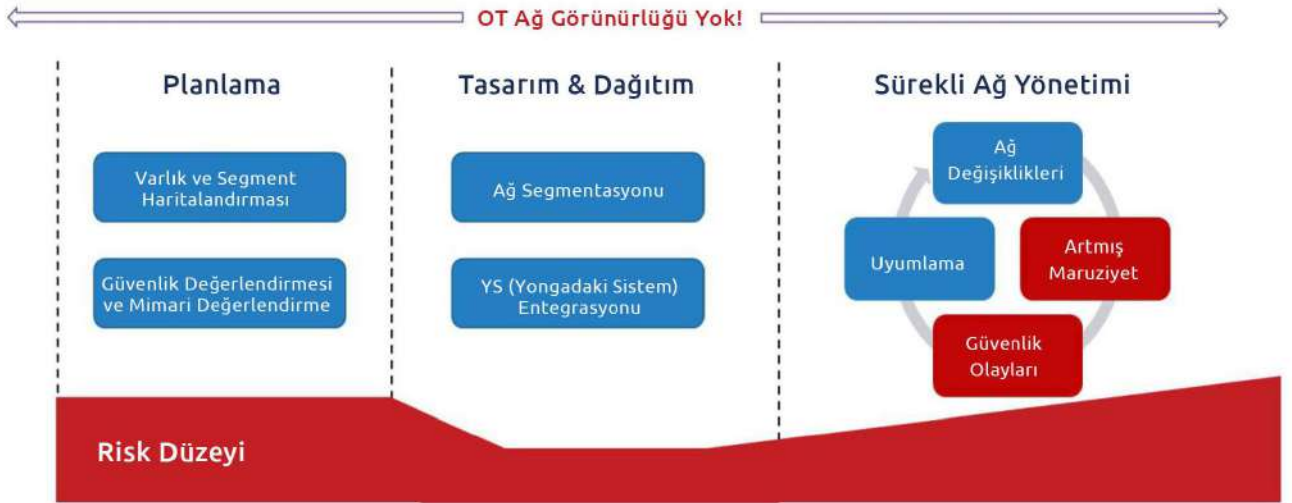 OT Ağ Görünürlüğü Yok!
Planlama
Varlık ve Segment
Haritalandırması
Güvenlik Değerlendirmesi
ve Mimari Değerlendirme
Tasarım & Dağıtım
Ağ Segmentasyonu
YS (Yongadaki Sistem)
Entegrasyonu
Sürekli Ağ Yönetimi
Ağ
Değişiklikleri
Artmış
Maruziyet
Güvenlik
Olayları
Uyumlama
Risk Düzeyi